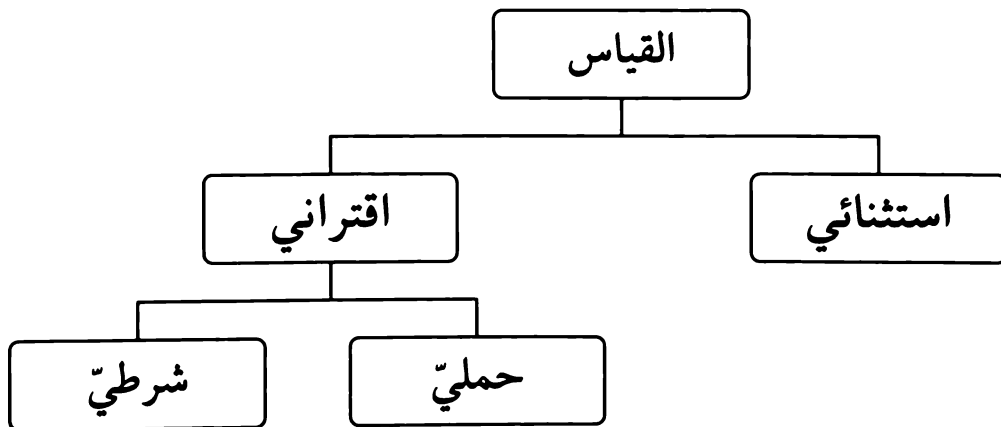 القياس
استثنائي
اقتراني
حمليّ
شرطيّ